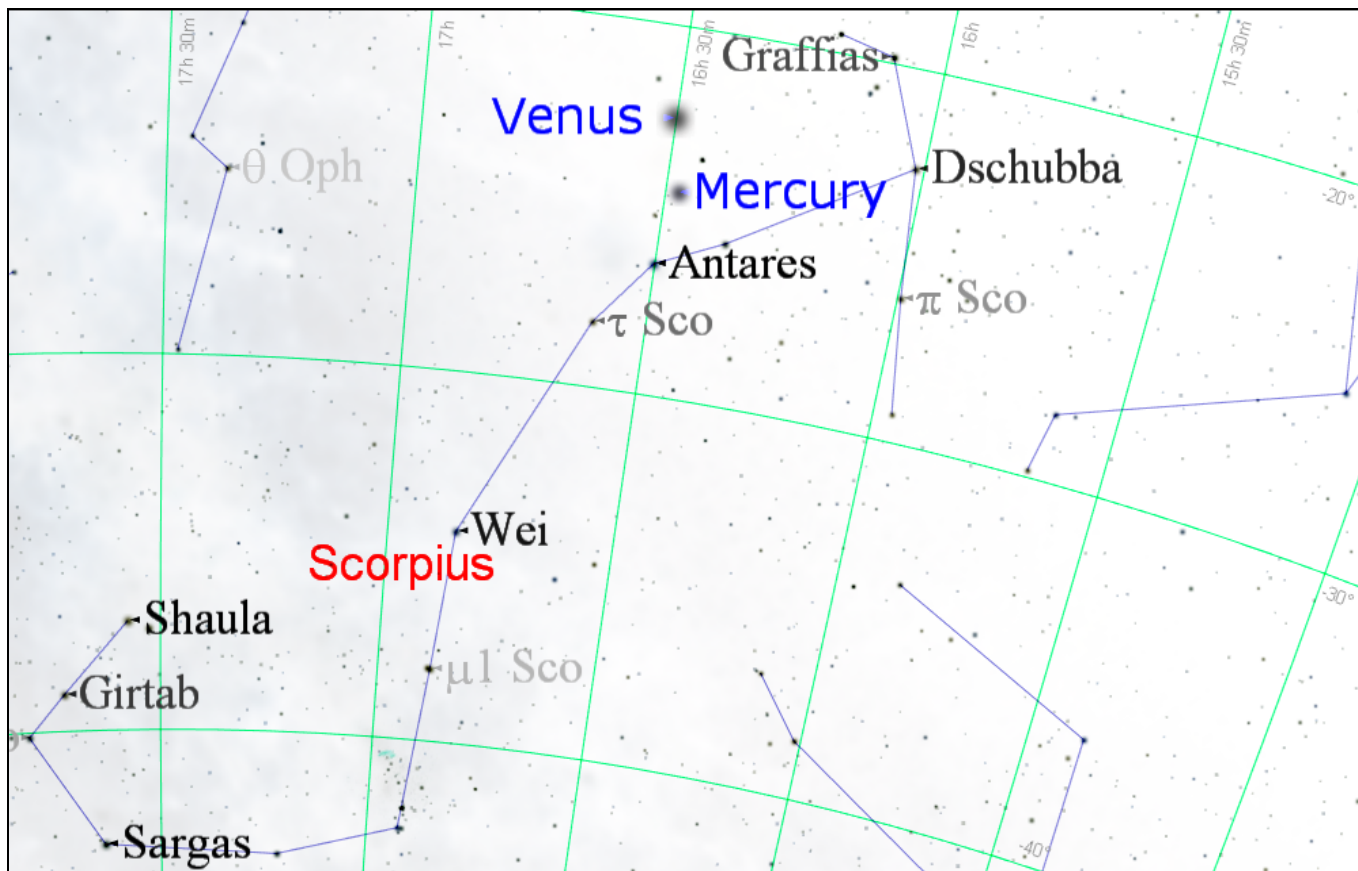 17h 30m
17h
16h 30m
16h
15h 30m
Graffias
Venus
θ Oph
Dschubba
Mercury
-20°
Antares
π Sco
τ Sco
Wei
Scorpius
-30°
Shaula
μ1 Sco
Girtab
Sargas
-40°